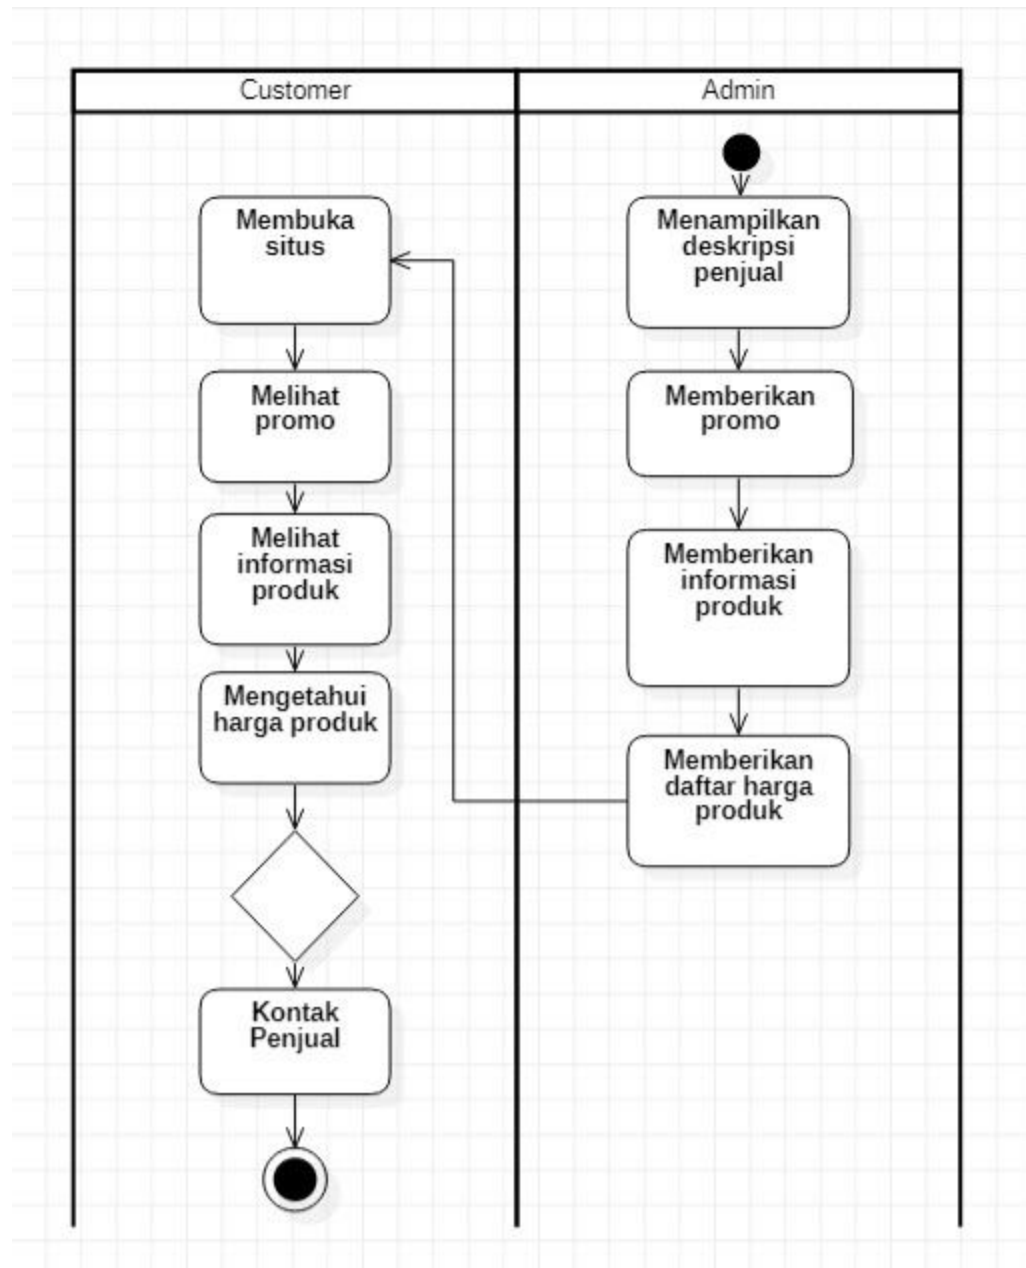 Customer
Admin
Membuka
situs
Melihat
promo
Melihat
informasi
produk
Mengetahui
harga produk
Kontak
Penjual
Menampilkan
deskripsi
penjual
Memberikan
promo
Memberikan
informasi
produk
Memberikan
daftar harga
produk